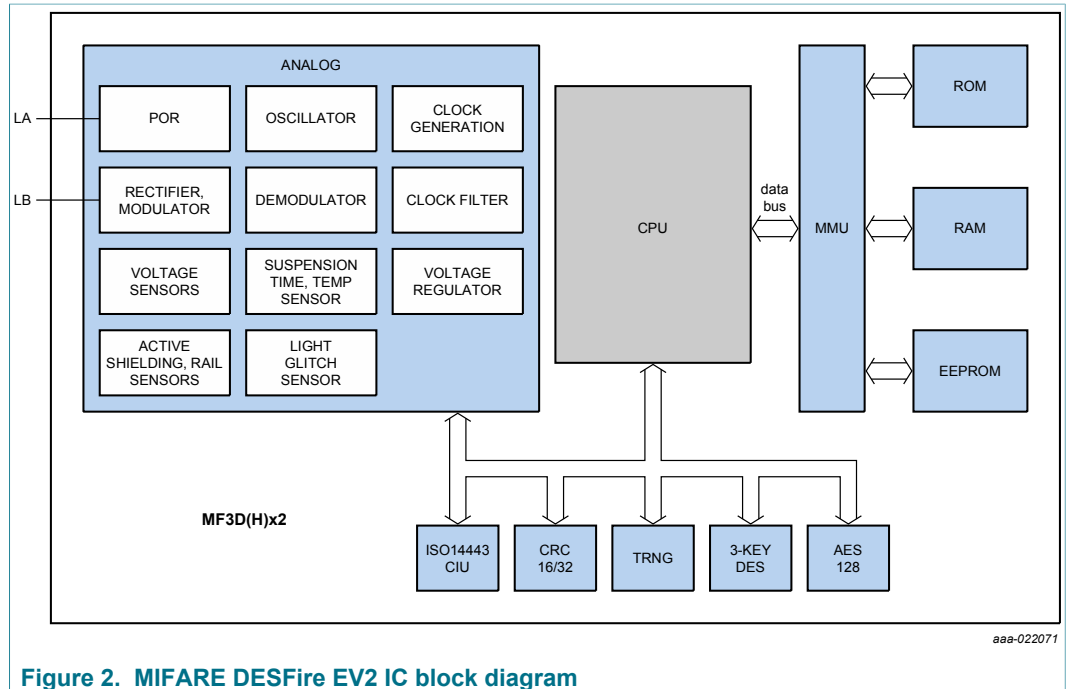 ANALOG
LA
POR
OSCILLATOR
CLOCK
GENERATION
LB
RECTIFIER,
MODULATOR
DEMODULATOR
CLOCK FILTER
VOLTAGE
SENSORS
SUSPENSION
TIME, TEMP
SENSOR
VOLTAGE
REGULATOR
ACTIVE
SHIELDING, RAIL
SENSORS
LIGHT
GLITCH
SENSOR
CPU
data
bus
MMU
ROM
RAM
EEPROM
MF3D(H)x2
ISO14443
CIU
CRC
16/32
TRNG
3-KEY
DES
AES
128
aaa-022071
Figure 2. MIFARE DESFire EV2 IC block diagram